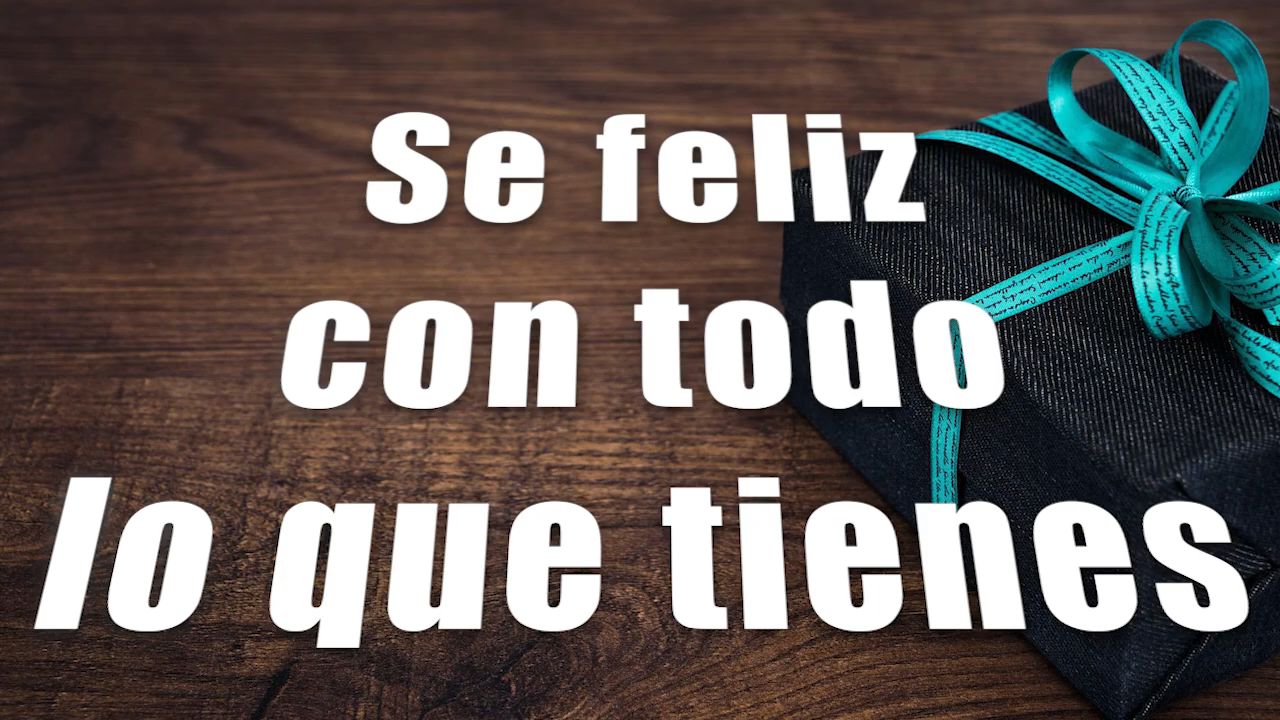 Se feliz
con todo
lo que tienes